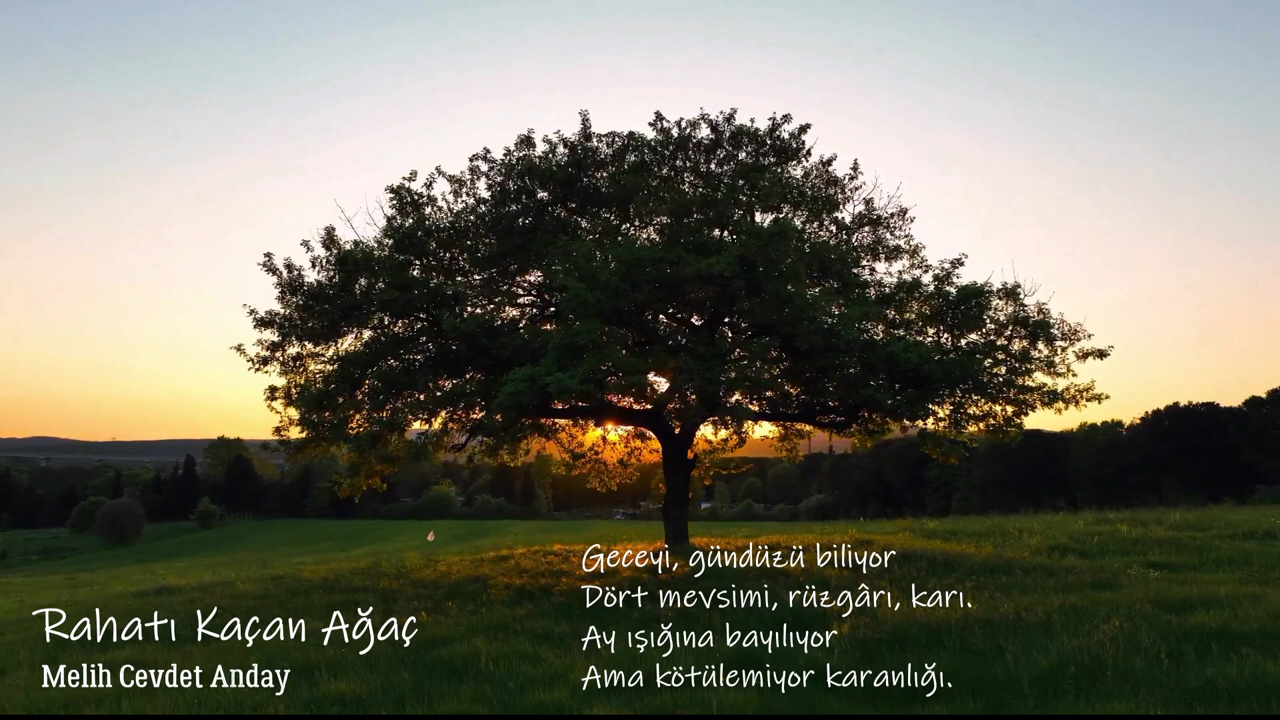 Rahatı Kaçan Ağaç
Melih Cevdet Anday
Geceyi, gündüzü biliyor
Dört mevsimi, rüzgârı, karı.
Ay ışığına bayılıyor
Ama kötülemiyor karanlığı.